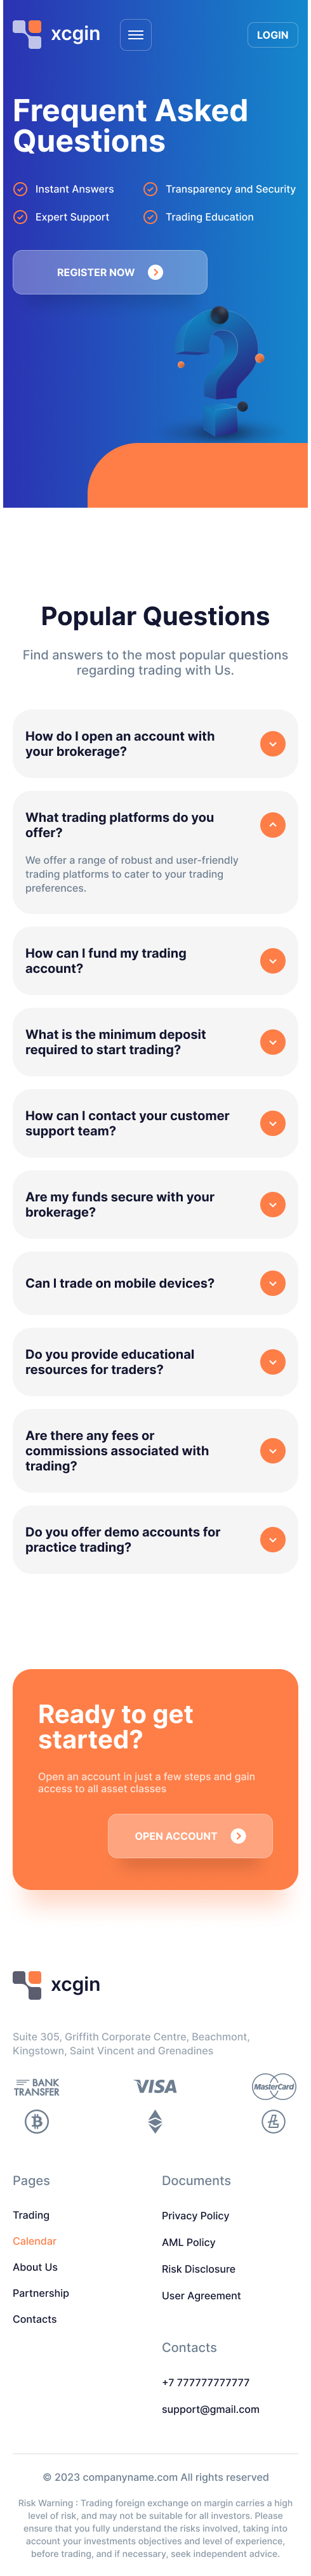 xcgin
LOGIN
Frequent Asked
Questions
Instant Answers
Transparency and Security
Expert Support
Trading Education
REGISTER NOW
Popular Questions
Find answers to the most popular questions
regarding trading with Us.
How do I open an account with
your brokerage?
What trading platforms do you
offer?
We offer a range of robust and user-friendly
trading platforms to cater to your trading
preferences.
How can I fund my trading
account?
What is the minimum deposit
required to start trading?
How can I contact your customer
support team?
Are my funds secure with your
brokerage?
Can I trade on mobile devices?
Do you provide educational
resources for traders?
Are there any fees or
commissions associated with
trading?
Do you offer demo accounts for
practice trading?
Ready to get
started?
Open an account in just a few steps and gain
access to all asset classes
OPEN ACCOUNT
xcgin
Suite 305, Griffith Corporate Centre, Beachmont,
Kingstown, Saint Vincent and Grenadines
BANK
TRANSFER
VISA
MasterCard
Pages
Trading
Calendar
About Us
Partnership
Contacts
Documents
Privacy Policy
AML Policy
Risk Disclosure
User Agreement
Contacts
+7 777777777777
support@gmail.com
© 2023 companyname.com All rights reserved
Risk Warning : Trading foreign exchange on margin carries a high
level of risk, and may not be suitable for all investors. Please
ensure that you fully understand the risks involved, taking into
account your investments objectives and level of experience,
before trading, and if necessary, seek independent advice.